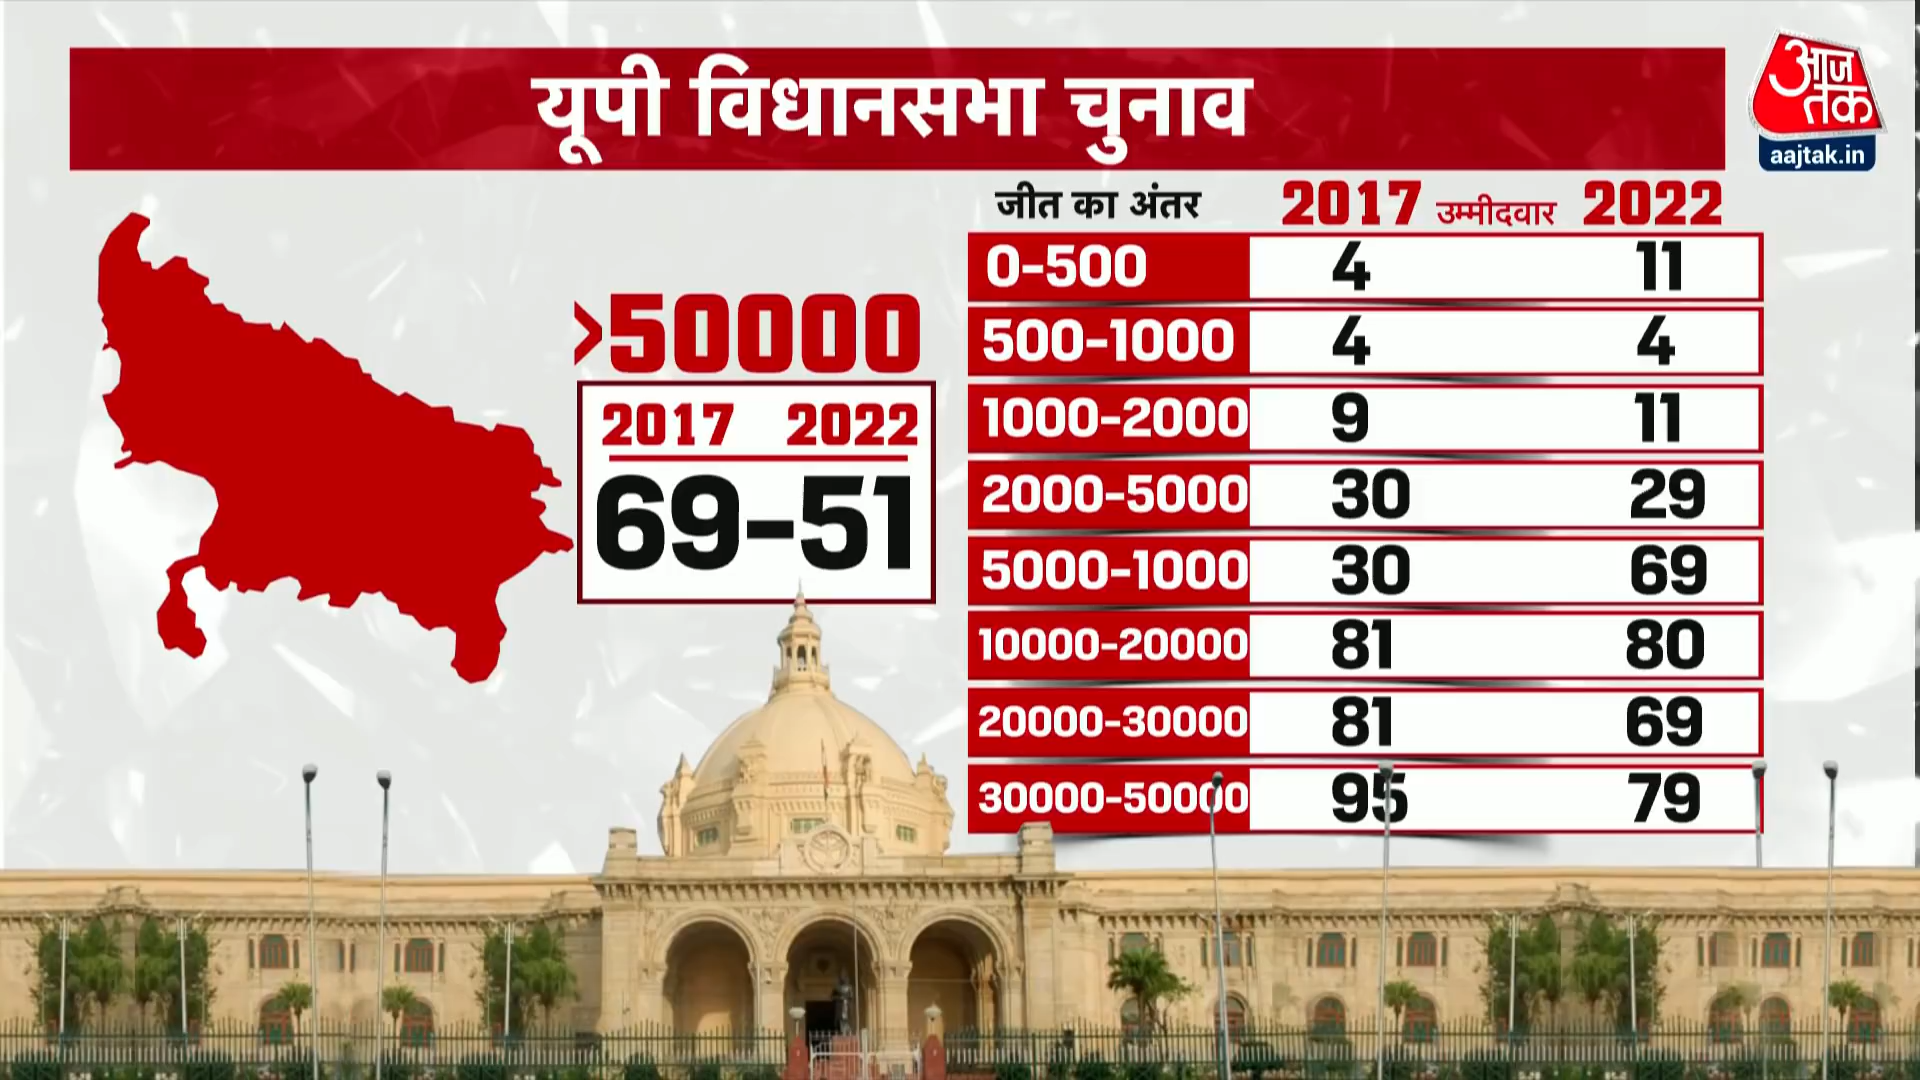 यूपी विधानसभा चुनाव
आज
तक
aajtak.in
>50000
2017 2022
69-51
जीत का अंतर 2017 उम्मीदवार 2022
0-500 4 11
500-1000 4 4
1000-2000 9 11
2000-5000 30 29
5000-1000 30 69
10000-20000 81 80
20000-30000 81 69
30000-50000 95 79